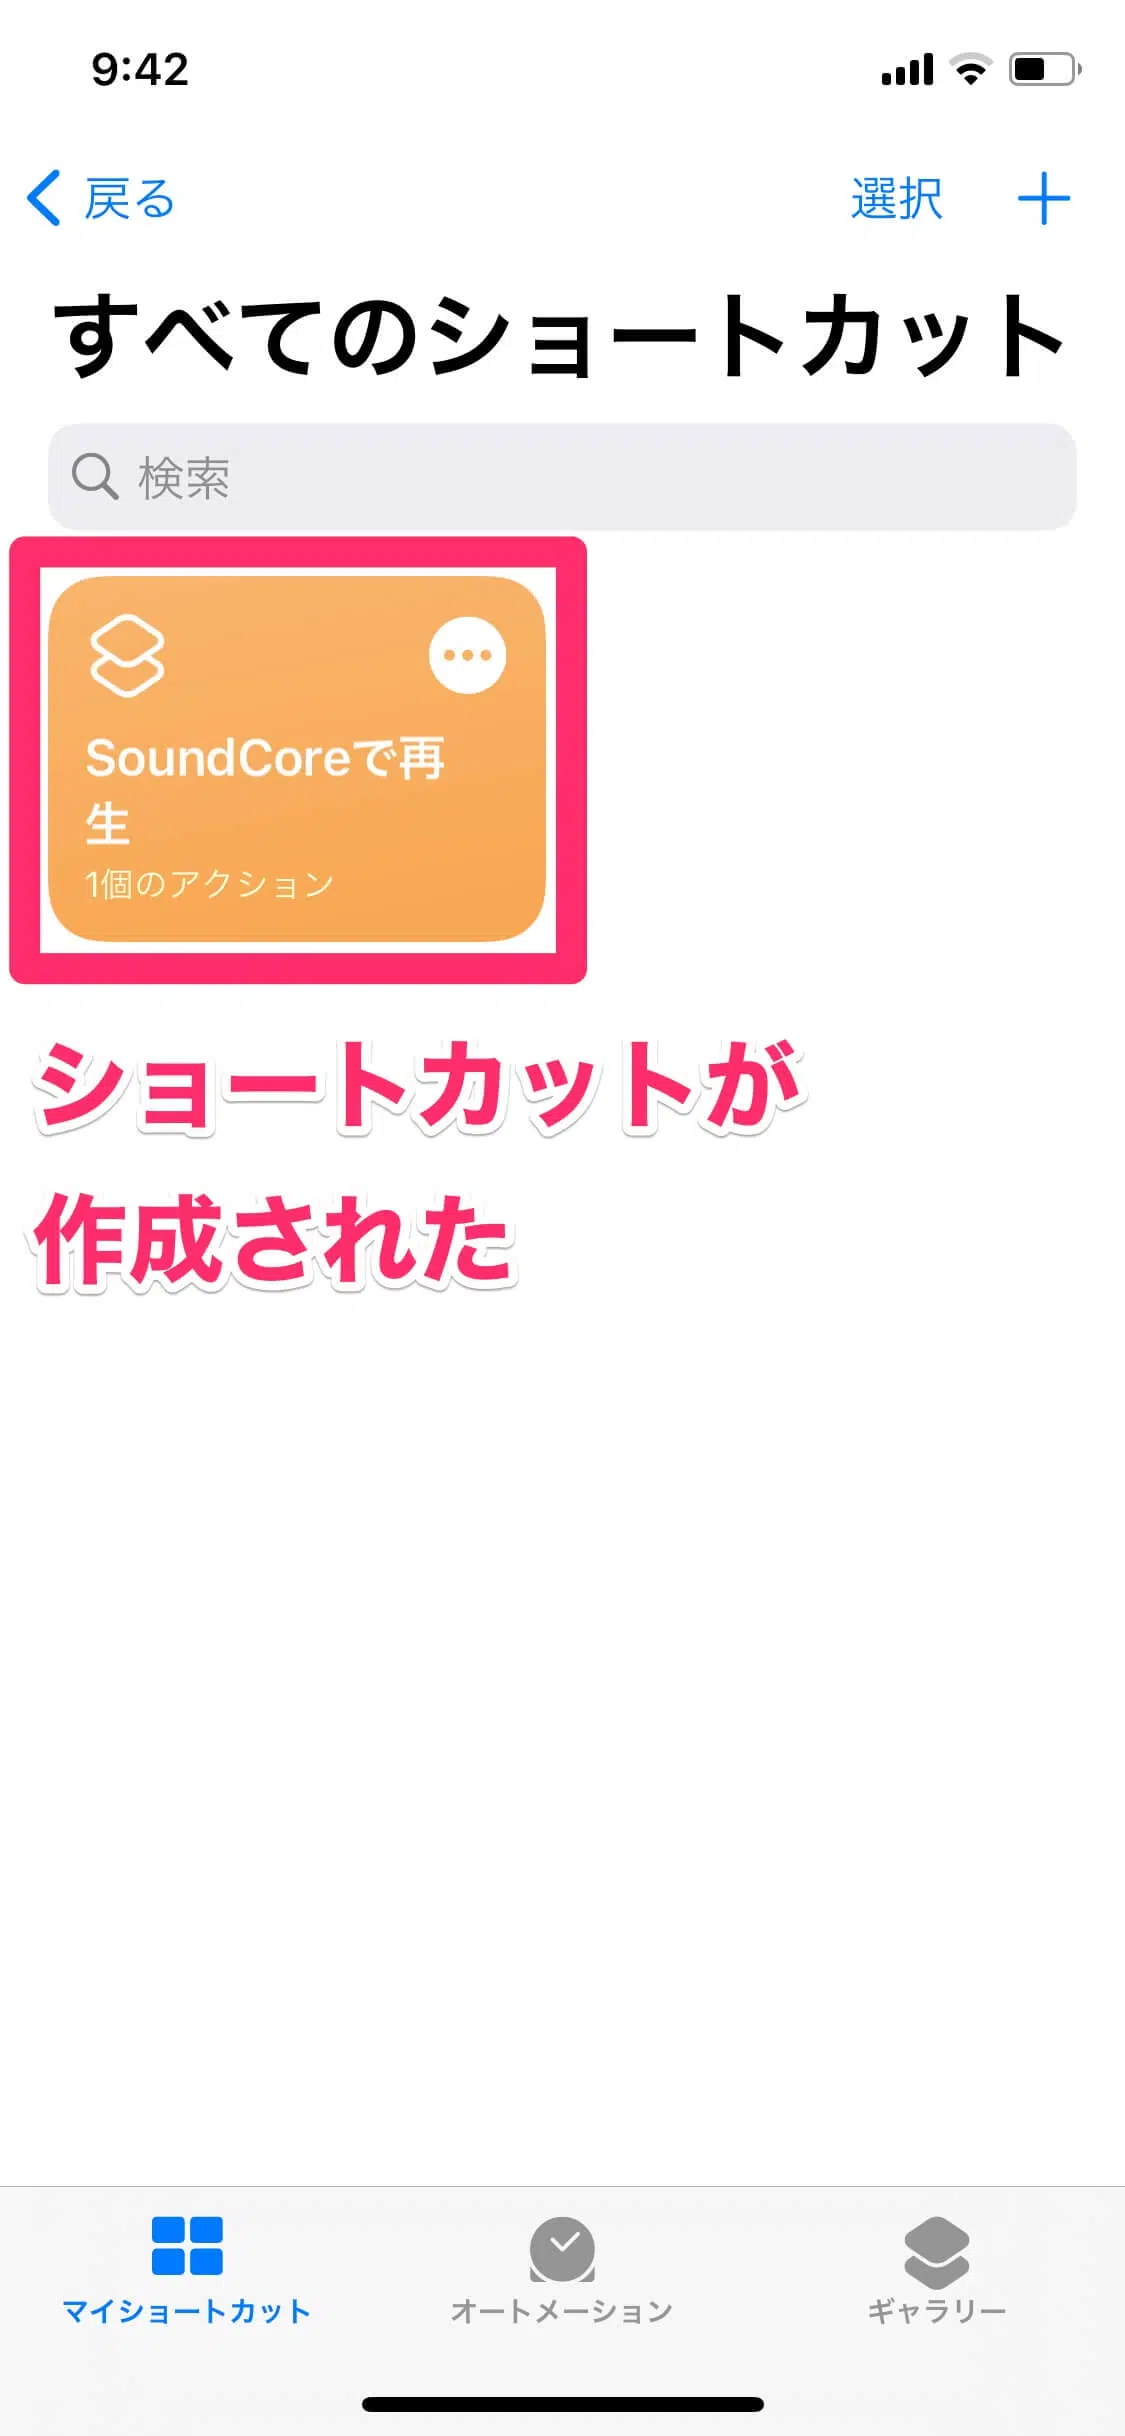 9:42
戻る
選択
すべてのショートカット
検索
SoundCoreで再
生
1個のアクション
ショートカットが
作成された
マイショートカット
オートメーション
ギャラリー